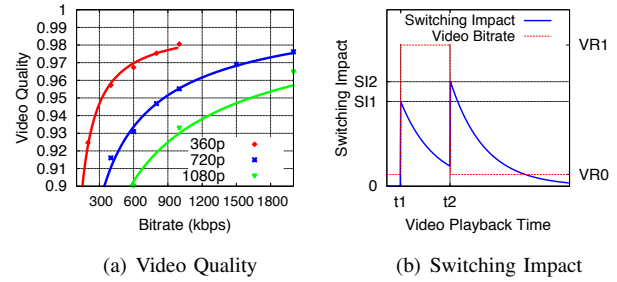 1
0.99
0.98
0.97
0.96
0.95
0.94
0.93
0.92
0.91
0.9
Video Quality
360p
720p
1080p
300 600 900 1200 1500 1800
Bitrate (kbps)
(a) Video Quality
Switching Impact
Video Bitrate
SI2
SI1
0
Switching Impact
VR1
VR0
t1 t2
Video Playback Time
(b) Switching Impact